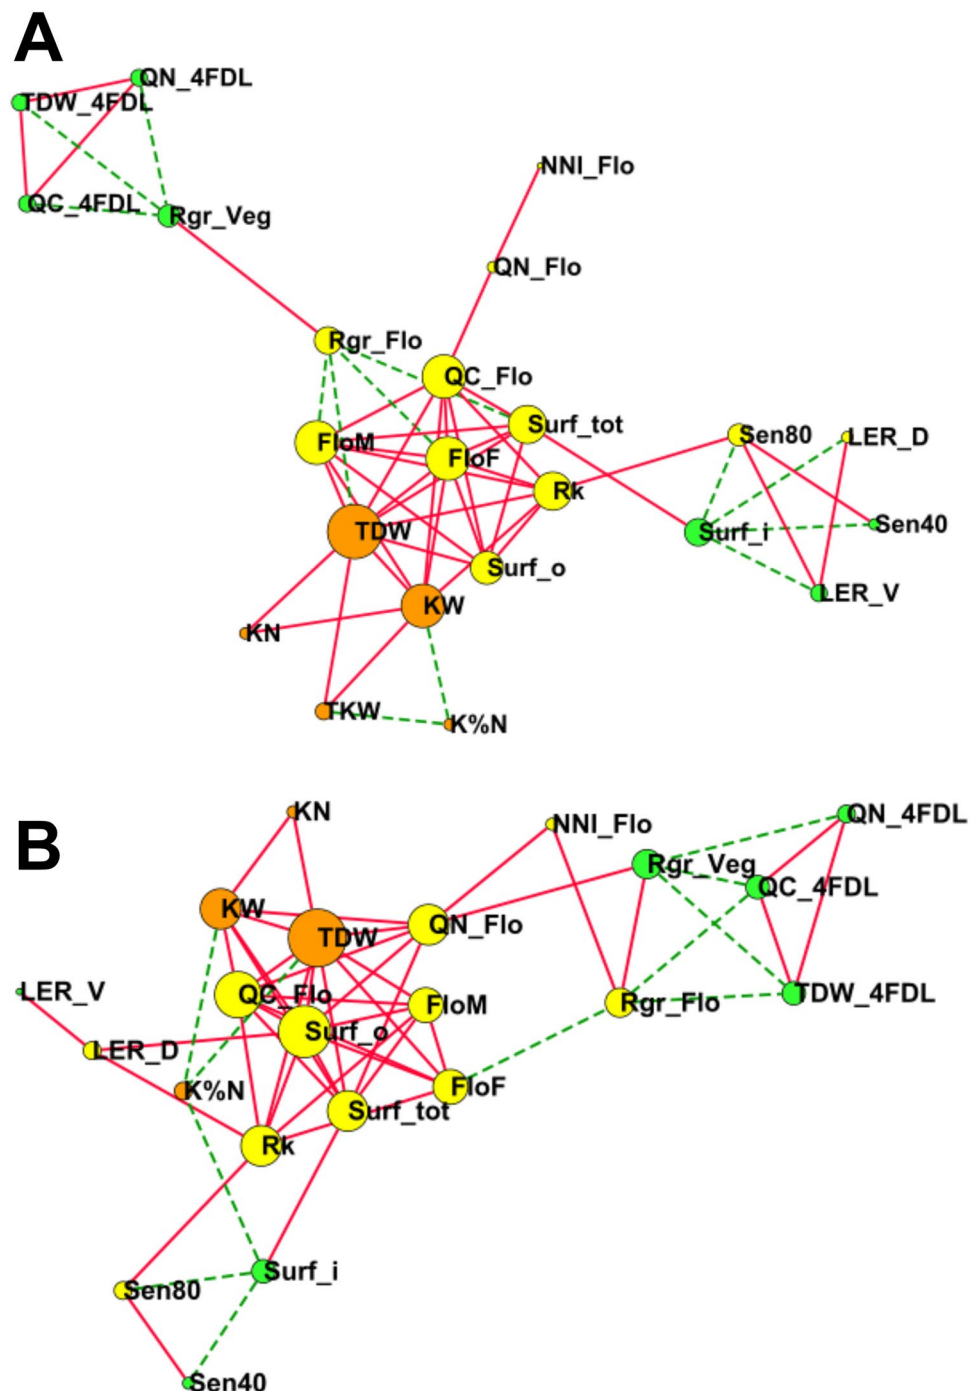 A
QN_4FDL
TDW_4FDL
NNI_Flo
QC_4FDL
Rgr_Veg
QN_Flo
Rgr_Flo
QC_Flo
Surf_tot
Sen80
LER_D
FloM
FloF
Rk
Sen40
TDW
Surf_i
Surf_o
LER_V
KW
KN
TKW
K%N
B
KN
QN_4FDL
NNI_Flo
Rgr_Veg
QC_4FDL
KW
QN_Flo
TDW
LER_V
QC_Flo
TDW_4FDL
Rgr_Flo
FloM
Surf_o
LER_D
K%N
FloF
Surf_tot
Rk
Surf_i
Sen80
Sen40